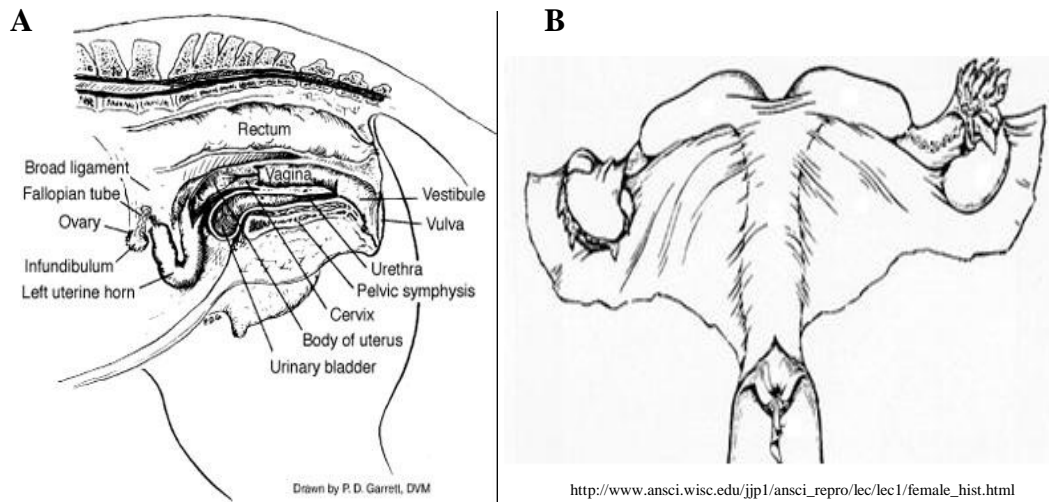 A
B
Rectum
Broad ligament
Vagina
Fallopian tube
Vestibule
Ovary
Vulva
Infundibulum
Urethra
Left uterine horn
Pelvic symphysis
Cervix
Body of uterus
Urinary bladder
PDG
Drawn by P. D. Garrett, DVM
http://www.ansci.wisc.edu/jjp1/ansci_repro/lec/lec1/female_hist.html